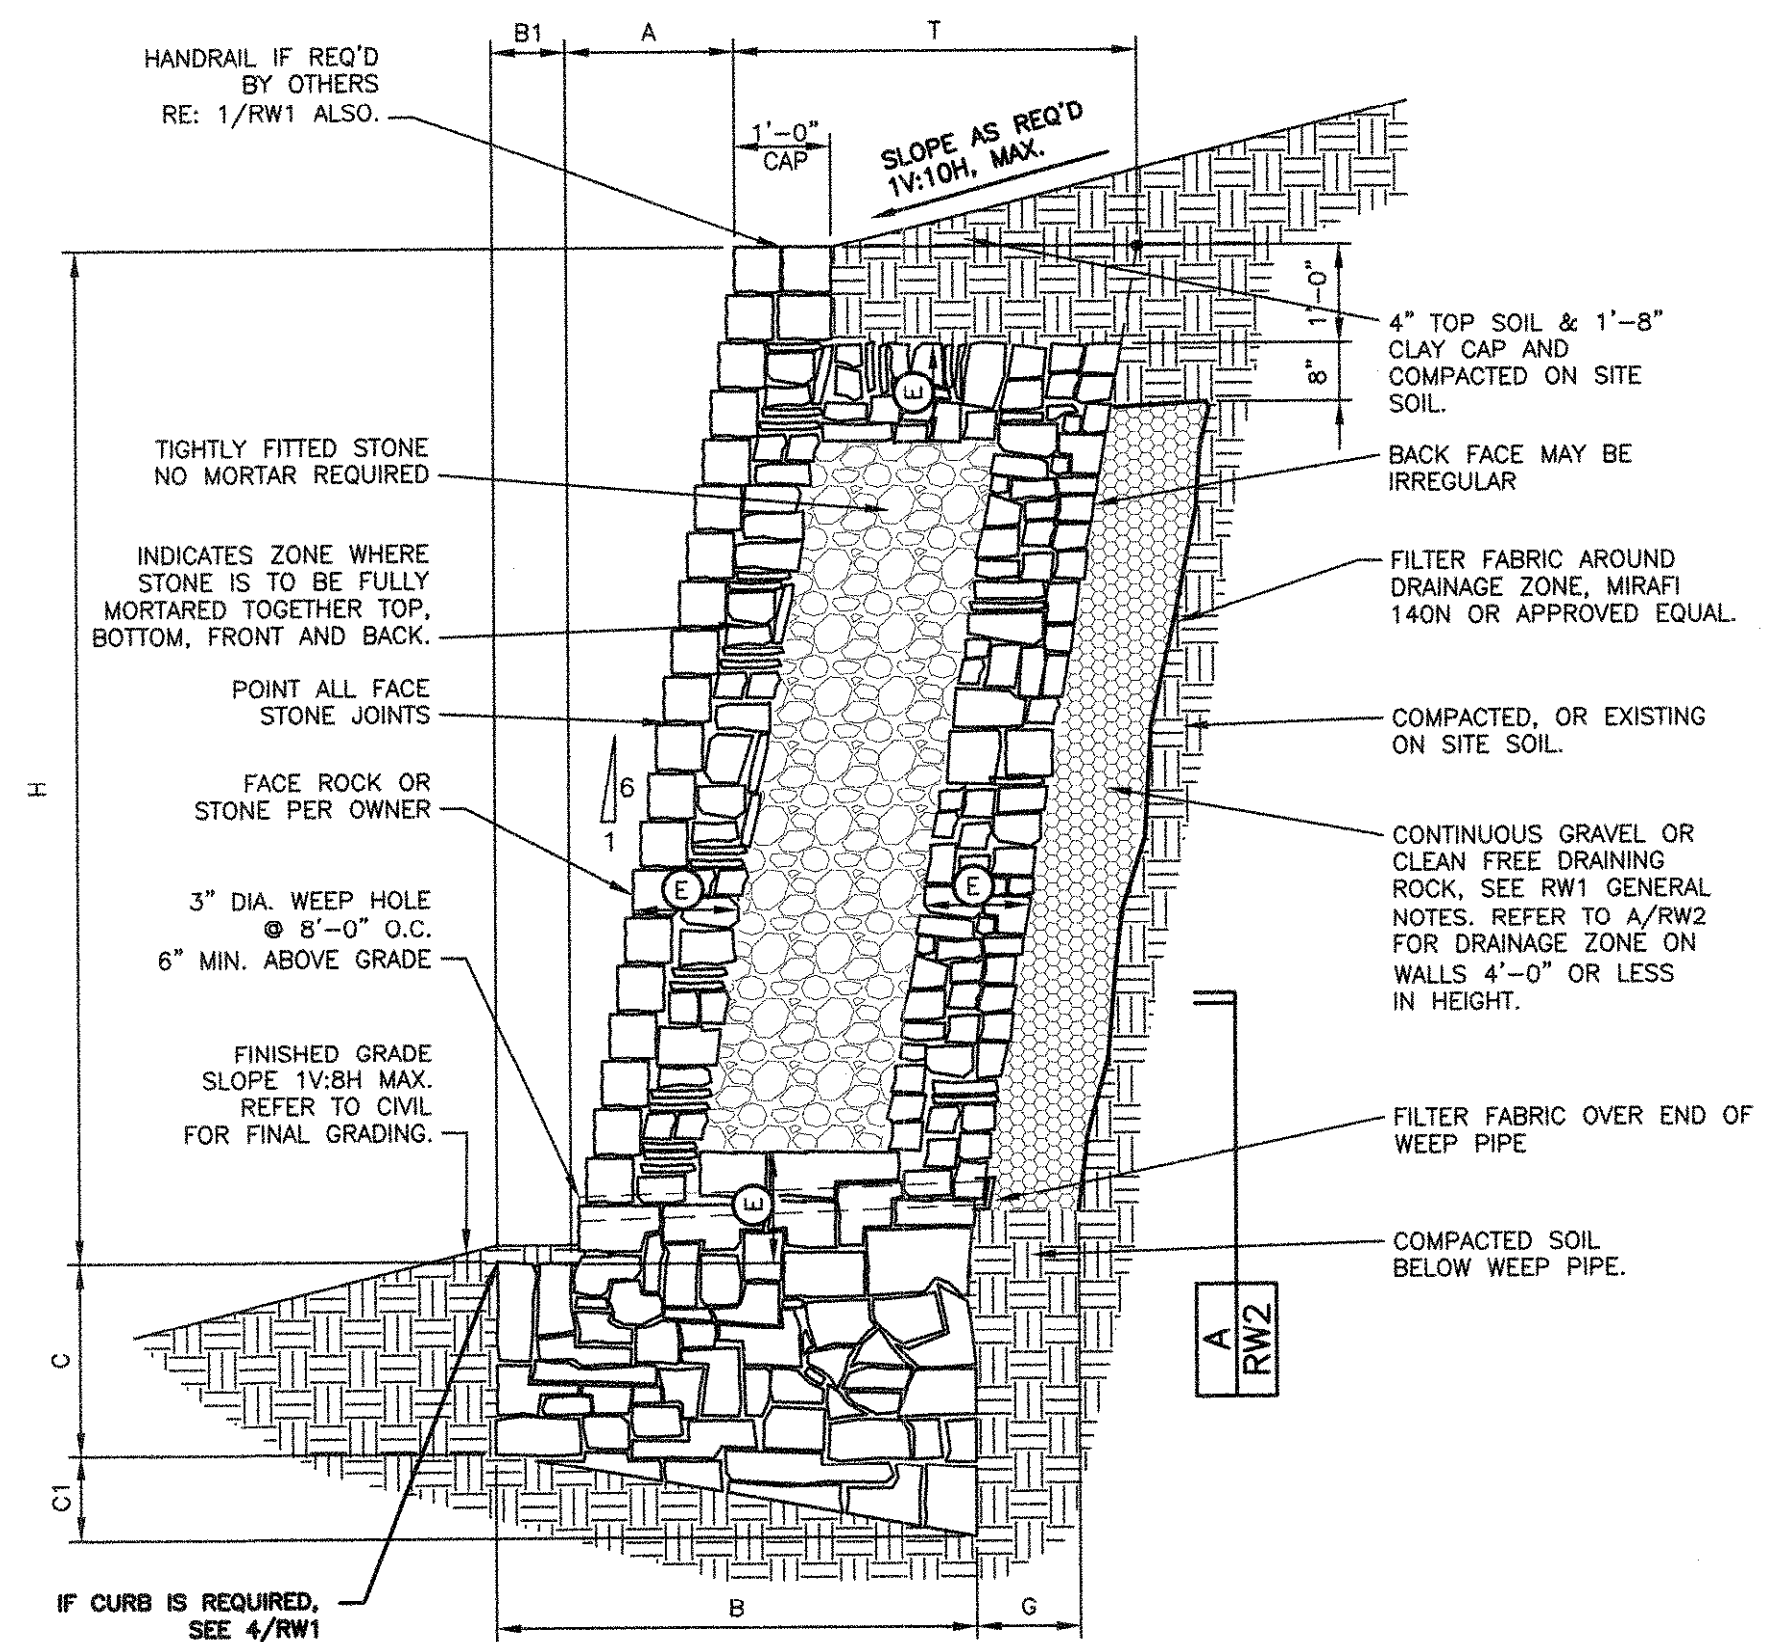 B1
A
T
HANDRAIL IF REQ'D
BY OTHERS
RE: 1/RW1 ALSO.
1'-0"
CAP
SLOPE AS REQ'D
1V:10H, MAX.
1'-0"
8"
4" TOP SOIL & 1'-8"
CLAY CAP AND
COMPACTED ON SITE
SOIL.
E
TIGHTLY FITTED STONE
NO MORTAR REQUIRED
BACK FACE MAY BE
IRREGULAR
INDICATES ZONE WHERE
STONE IS TO BE FULLY
MORTARED TOGETHER TOP,
BOTTOM, FRONT AND BACK.
FILTER FABRIC AROUND
DRAINAGE ZONE, MIRAFI
140N OR APPROVED EQUAL.
POINT ALL FACE
STONE JOINTS
COMPACTED, OR EXISTING
ON SITE SOIL.
H
6
1
FACE ROCK OR
STONE PER OWNER
CONTINUOUS GRAVEL OR
CLEAN FREE DRAINING
ROCK, SEE RW1 GENERAL
NOTES. REFER TO A/RW2
FOR DRAINAGE ZONE ON
WALLS 4'-0" OR LESS
IN HEIGHT.
E
E
3" DIA. WEEP HOLE
@ 8'-0" O.C.
6" MIN. ABOVE GRADE
FINISHED GRADE
SLOPE 1V:8H MAX.
REFER TO CIVIL
FOR FINAL GRADING.
FILTER FABRIC OVER END OF
WEEP PIPE
E
COMPACTED SOIL
BELOW WEEP PIPE.
A
RW2
C
C1
IF CURB IS REQUIRED,
SEE 4/RW1
B
G